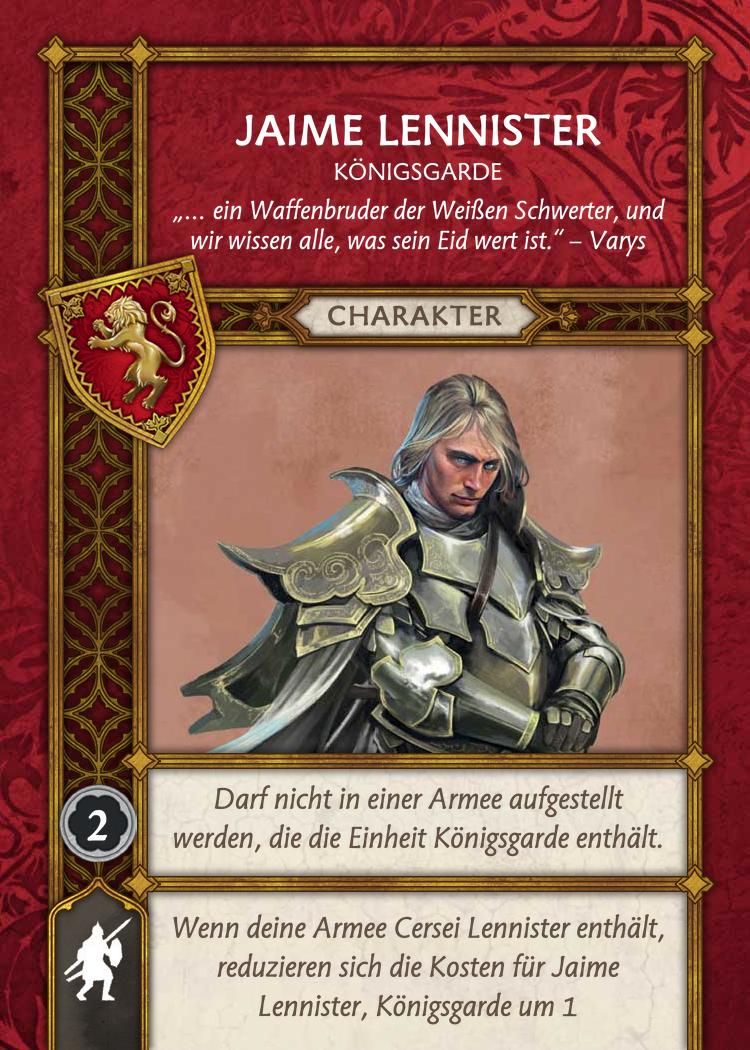 JAIME LENNISTER
KÖNIGSGARDE
„... ein Waffenbruder der Weißen Schwerter, und
wir wissen alle, was sein Eid wert ist.“ – Varys
CHARAKTER
Darf nicht in einer Armee aufgestellt
werden, die die Einheit Königsgarde enthält.
2
Wenn deine Armee Cersei Lennister enthält,
reduzieren sich die Kosten für Jaime
Lennister, Königsgarde um 1